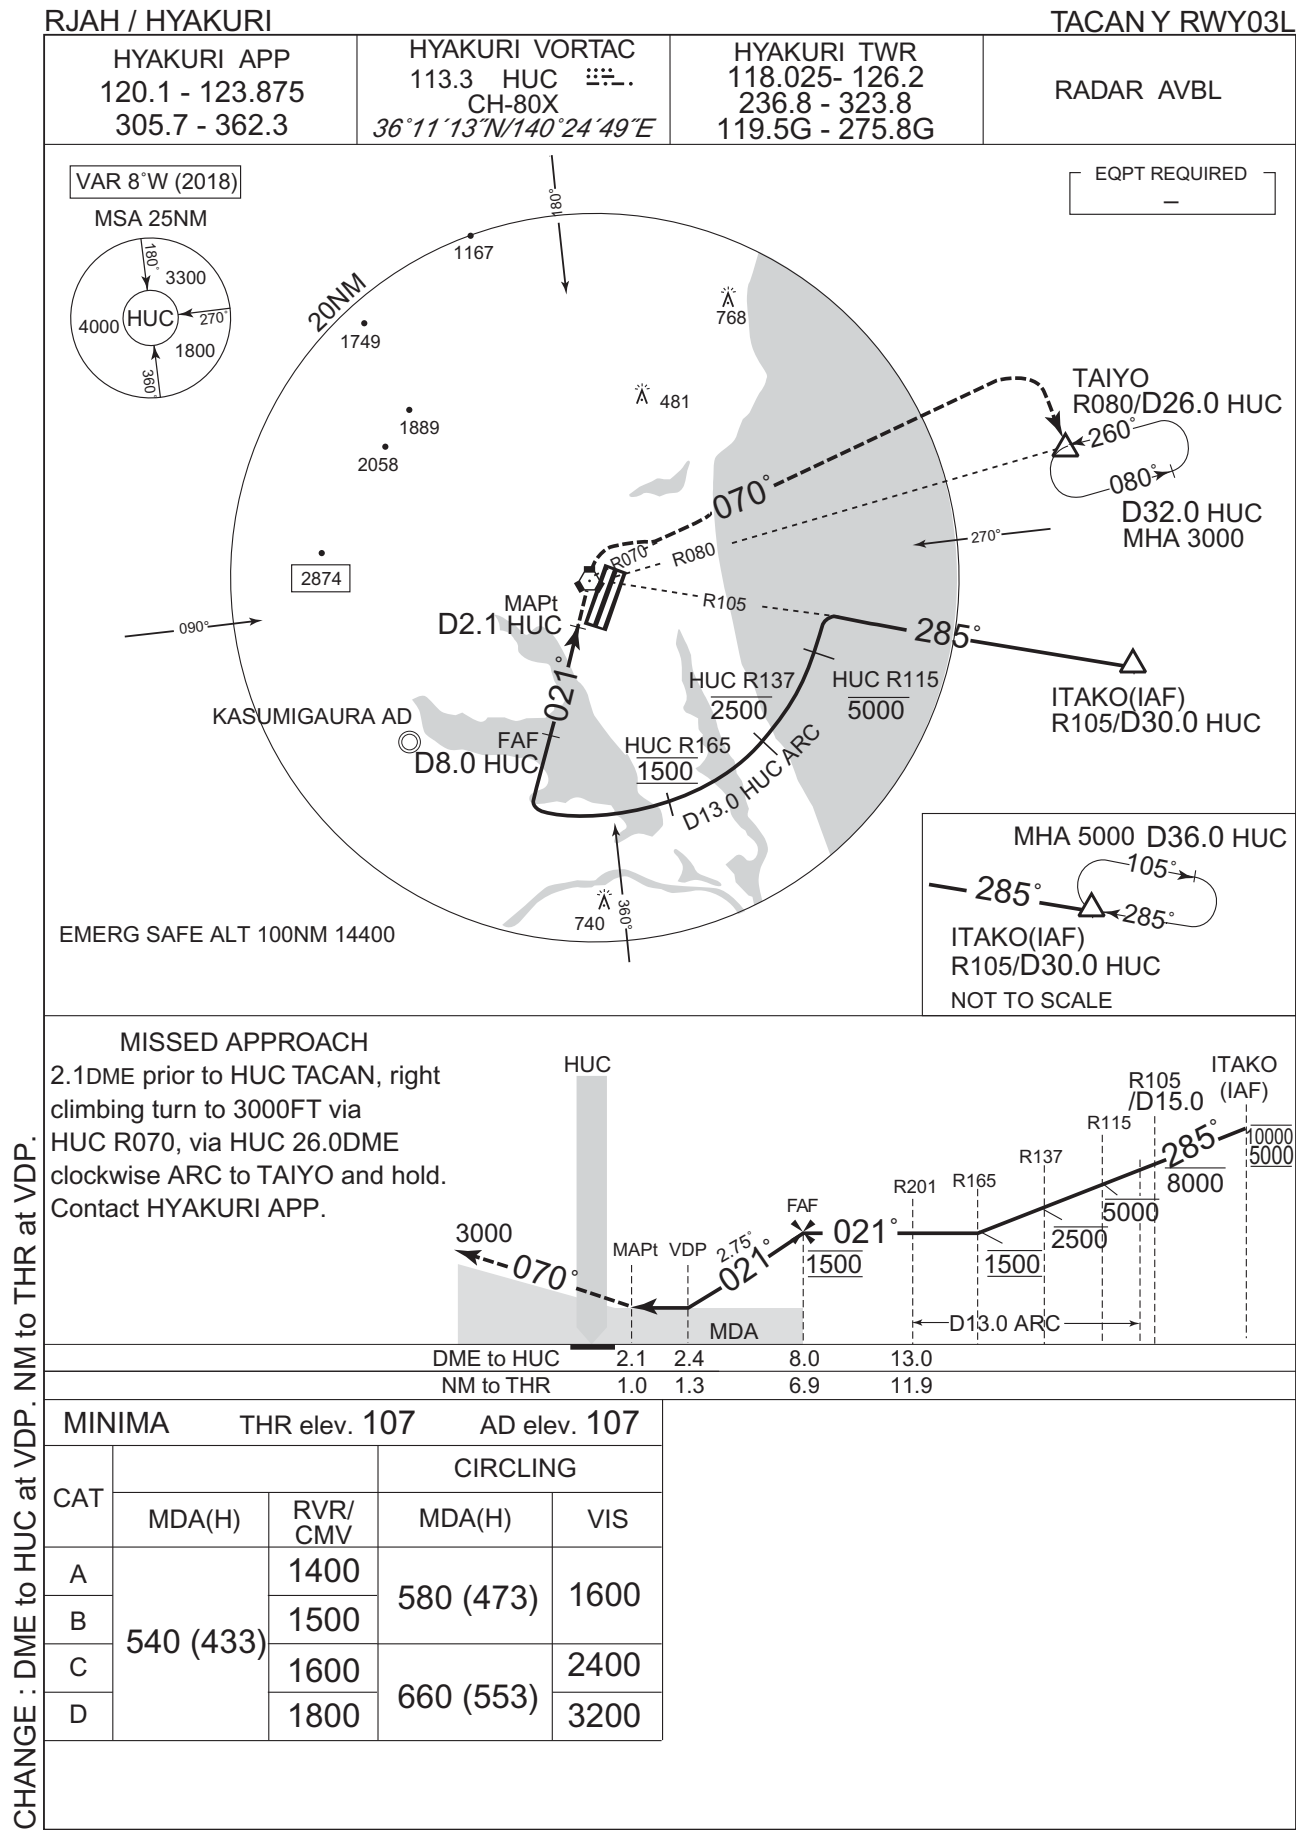 RJAH / HYAKURI
TACAN Y RWY03L
HYAKURI APP
120.1 - 123.875
305.7 - 362.3
HYAKURI VORTAC
113.3 HUC
CH-80X
36°11´13˝N/140°24´49˝E
HYAKURI TWR
118.025- 126.2
236.8 - 323.8
119.5G - 275.8G
RADAR AVBL
VAR 8°W (2018)
MSA 25NM
180°
3300
HUC
4000
270°
1800
360°
EQPT REQUIRED
–
180°
1167
20NM
1749
768
481
1889
2058
2874
TAIYO
R080/D26.0 HUC
260°
080°
D32.0 HUC
MHA 3000
070°
R070
R080
270°
R105
MAPt
D2.1 HUC
090°
285°
HUC R137
2500
HUC R115
5000
ITAKO(IAF)
R105/D30.0 HUC
021°
KASUMIGAURA AD
FAF
D8.0 HUC
HUC R165
1500
D13.0 HUC ARC
740
360°
EMERG SAFE ALT 100NM 14400
MHA 5000 D36.0 HUC
105°
285°
285°
ITAKO(IAF)
R105/D30.0 HUC
NOT TO SCALE
MISSED APPROACH
2.1DME prior to HUC TACAN, right
climbing turn to 3000FT via
HUC R070, via HUC 26.0DME
clockwise ARC to TAIYO and hold.
Contact HYAKURI APP.
HUC
3000
070°
MAPt
VDP
2.75°
021°
FAF
1500
021°
R201
R165
1500
R137
2500
R115
5000
R105
/D15.0
8000
285°
ITAKO
(IAF)
10000
5000
MDA
D13.0 ARC
DME to HUC 2.1 2.4 8.0 13.0
NM to THR 1.0 1.3 6.9 11.9
MINIMA THR elev. 107 AD elev. 107
CAT
CIRCLING
MDA(H)
RVR/
CMV
MDA(H)
VIS
A 1400
B 1500
C 1600
D 1800
540 (433)
580 (473) 1600
660 (553)
2400
3200
CHANGE : DME to HUC at VDP. NM to THR at VDP.